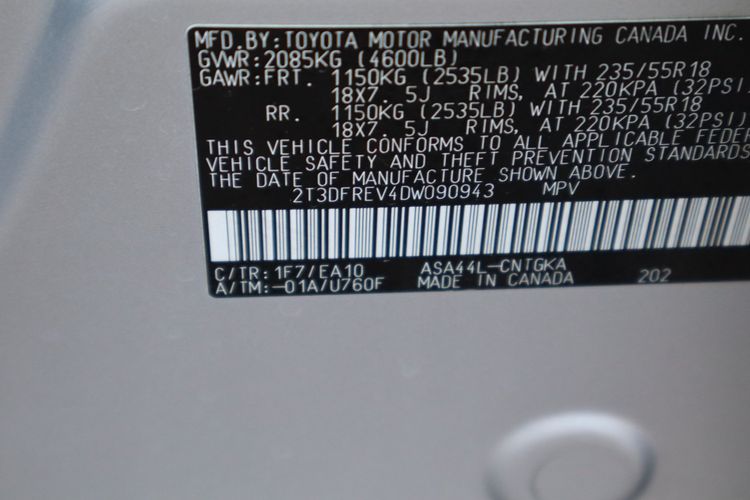 MFD.BY:TOYOTA MOTOR MANUFACTURING CANADA INC.
GVWR:2085KG (4600LB)
GAWR:FRT. 1150KG (2535LB) WITH 235/55R18
18X7.5J RIMS, AT 220KPA (32PSI)
RR. 1150KG (2535LB) WITH 235/55R18
18X7.5J RIMS, AT 220KPA (32PSI)
THIS VEHICLE CONFORMS TO ALL APPLICABLE
VEHICLE SAFETY AND THEFT PREVENTION STANDARDS
THE DATE OF MANUFACTURE SHOWN ABOVE.
2T3DFREV4DW090943 MPV
C/TR:1F7/EA10 ASA44L-CNTGKA
A/TM:-01A/U760F MADE IN CANADA 202